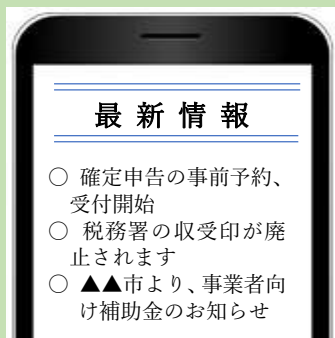 最新情報
○ 確定申告の事前予約、
受付開始
○ 税務署の収受印が廃
止されます
○ ▲▲市より、事業者向
け補助金のお知らせ